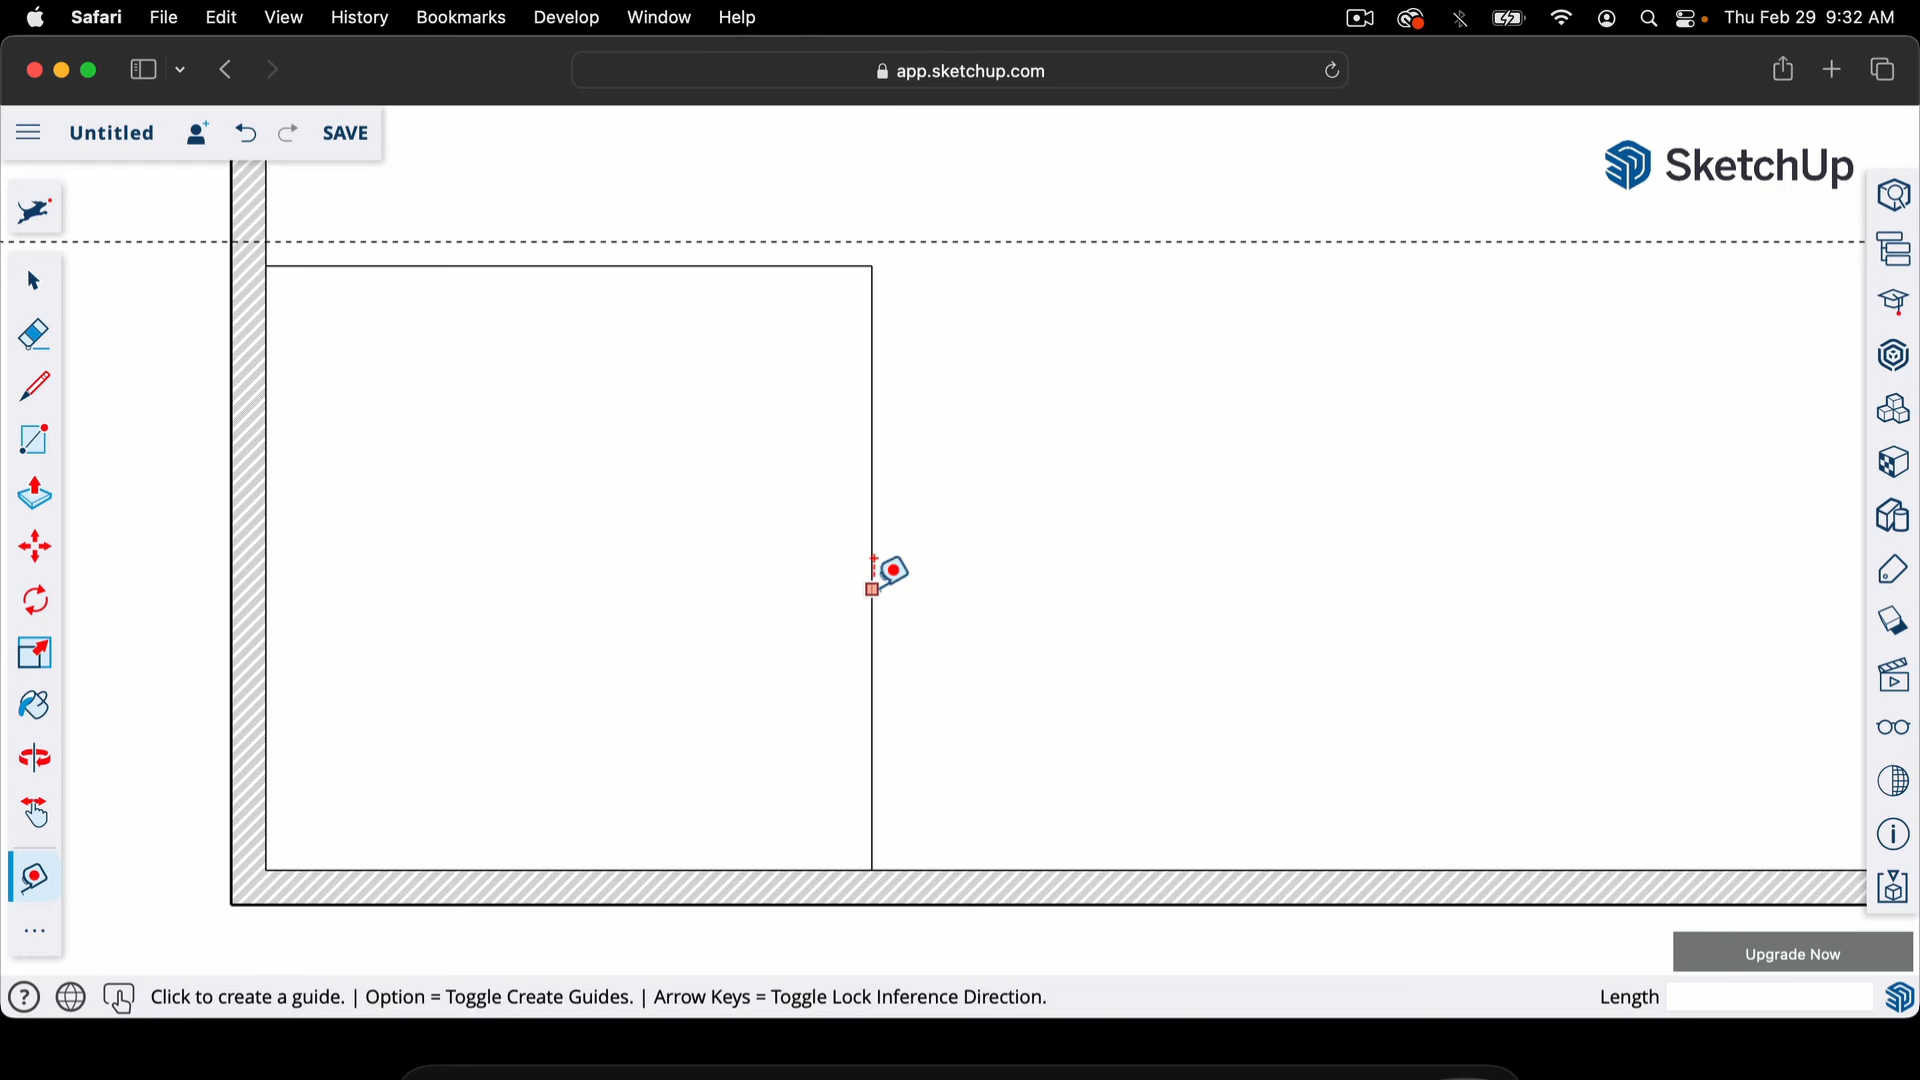 Safari File Edit View History Bookmarks Develop Window Help Thu Feb 29 9:32 AM
app.sketchup.com
Untitled SAVE
SketchUp
Upgrade Now
Click to create a guide. | Option = Toggle Create Guides. | Arrow Keys = Toggle Lock Inference Direction. Length